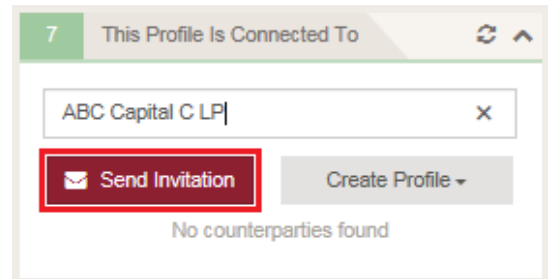 7 This Profile Is Connected To
ABC Capital C LP
Send Invitation Create Profile
No counterparties found